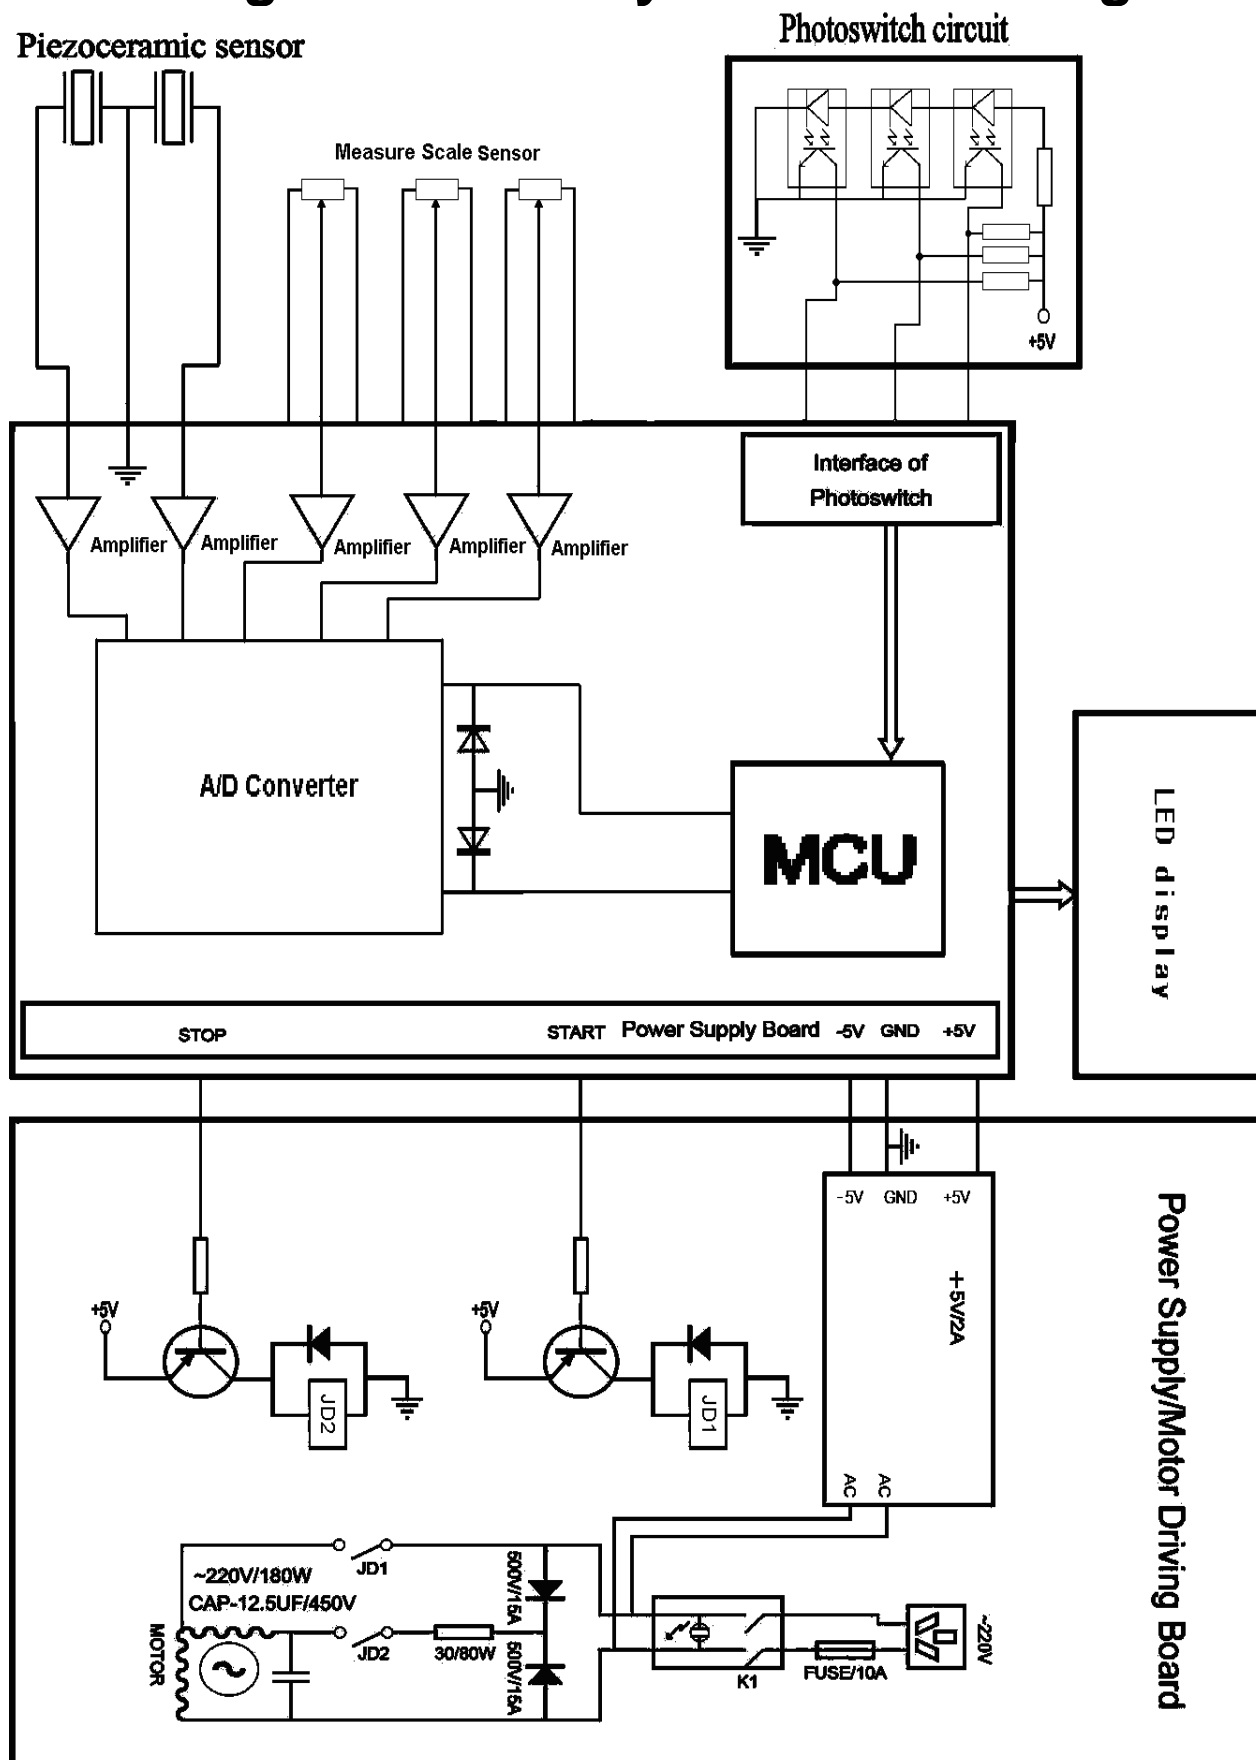 Piezoceramic sensor
Photoswitch circuit
Measure Scale Sensor
+5V
Interface of
Photoswitch
Amplifier
Amplifier
Amplifier
Amplifier
Amplifier
A/D Converter
MCU
LED display
STOP
START
Power Supply Board
-5V
GND
+5V
-5V
GND
+5V
+5V/2A
AC
AC
Power Supply/Motor Driving Board
+5V
JD2
+5V
JD1
~220V/180W
CAP-12.5UF/450V
MOTOR
JD1
JD2
30/80W
500V/15A
500V/15A
K1
FUSE/10A
~220V